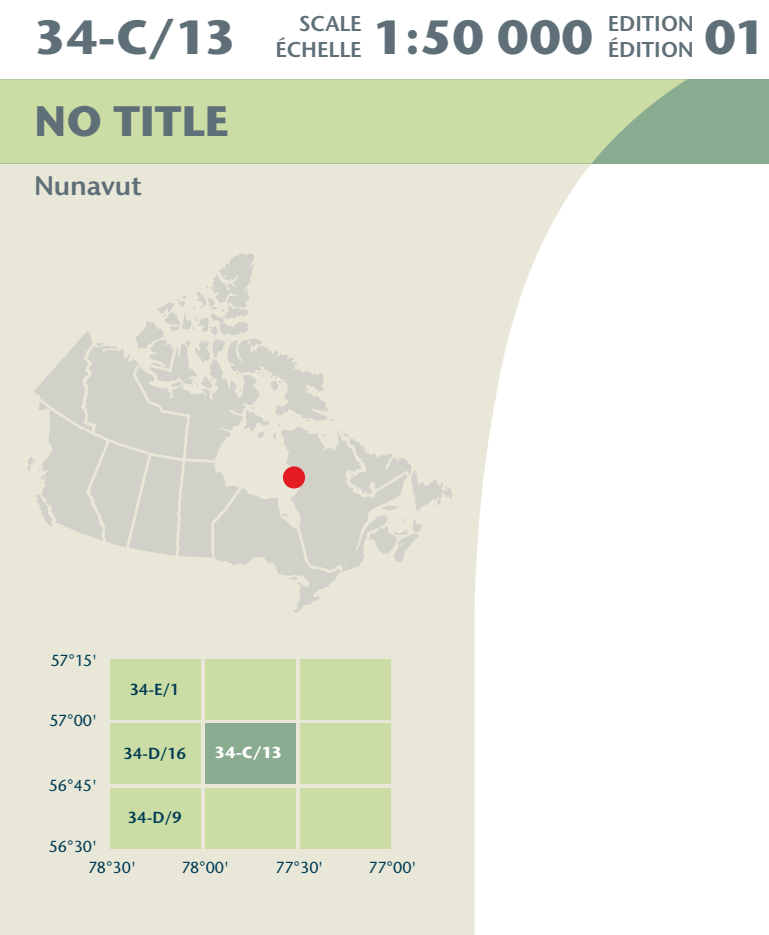 34-C/13
SCALE
ÉCHELLE
1:50 000
EDITION
ÉDITION
01
NO TITLE
Nunavut
57°15'
34-E/1
57°00'
34-D/16
34-C/13
56°45'
34-D/9
56°30'
78°30'
78°00'
77°30'
77°00'